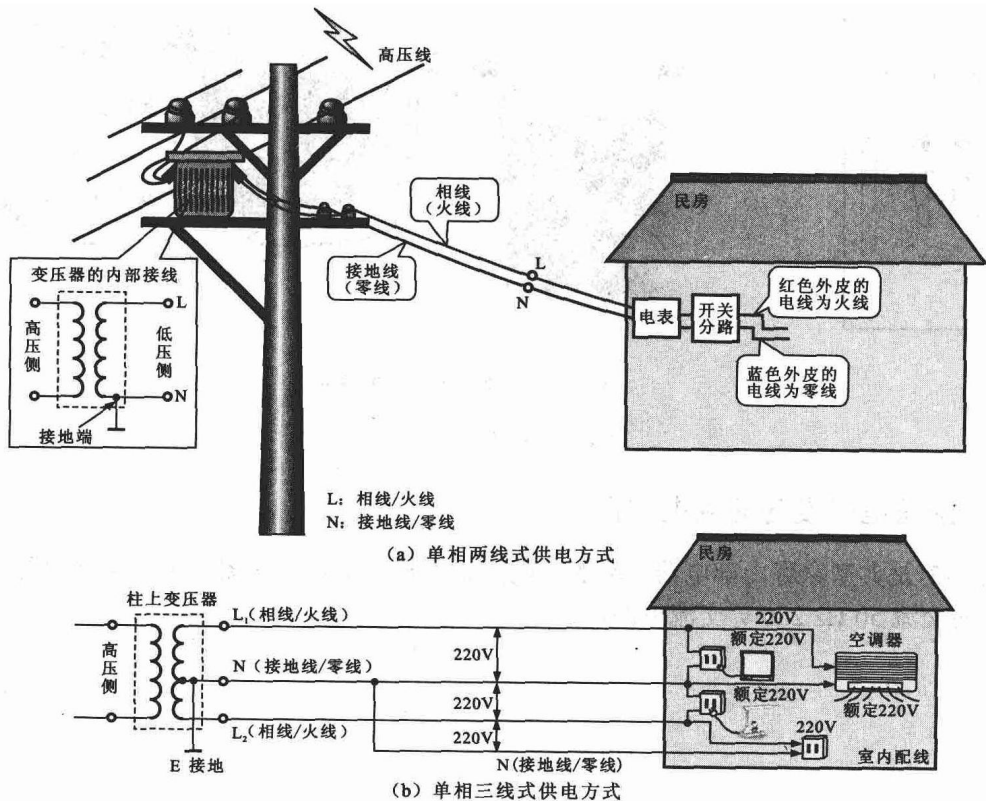 高压线
相线
（火线）
接地线
（零线）
L
N
民房
电表
开关
分路
红色外皮的
电线为火线
蓝色外皮的
电线为零线
变压器的内部接线
高压侧
低压侧
L
N
接地端
L：相线/火线
N：接地线/零线
（a）单相两线式供电方式
柱上变压器
高压侧
L₁（相线/火线）
N（接地线/零线）
L₂（相线/火线）
E 接地
220V
220V
220V
N（接地线/零线）
民房
220V
额定220V
空调器
额定220V
额定220V
220V
室内配线
（b）单相三线式供电方式